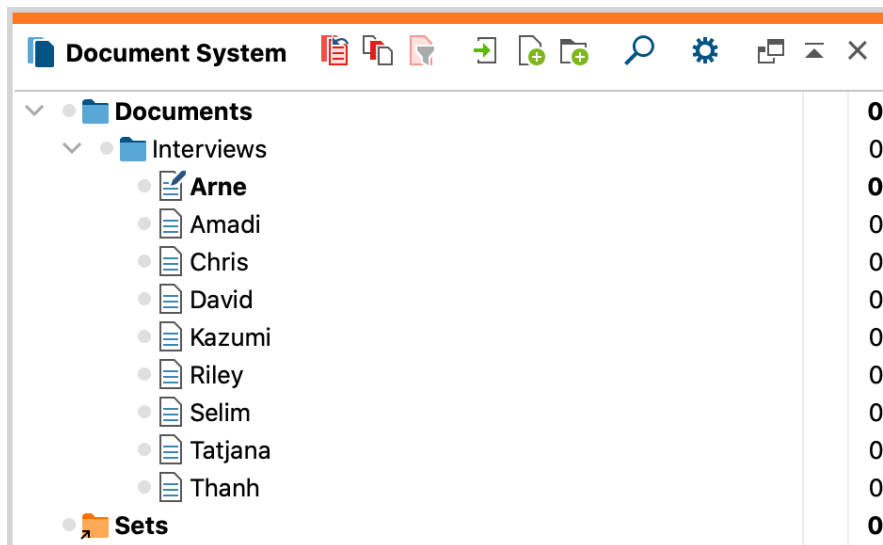 Document System
Documents 0
Interviews 0
Arne 0
Amadi 0
Chris 0
David 0
Kazumi 0
Riley 0
Selim 0
Tatjana 0
Thanh 0
Sets 0